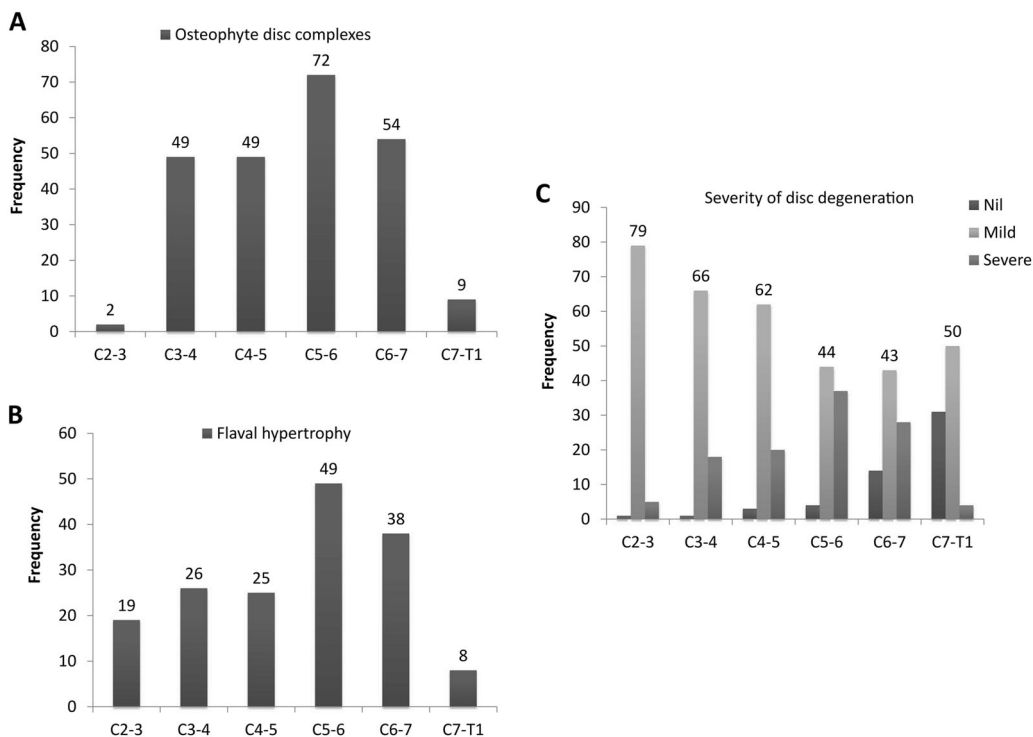 A
Osteophyte disc complexes
80
70
60
50
40
30
20
10
0
Frequency
2
49
49
72
54
9
C2-3 C3-4 C4-5 C5-6 C6-7 C7-T1
B
Flaval hypertrophy
60
50
40
30
20
10
0
Frequency
19
26
25
49
38
8
C2-3 C3-4 C4-5 C5-6 C6-7 C7-T1
C
Severity of disc degeneration
Nil
Mild
Severe
90
80
70
60
50
40
30
20
10
0
Frequency
79
66
62
44
43
50
C2-3 C3-4 C4-5 C5-6 C6-7 C7-T1